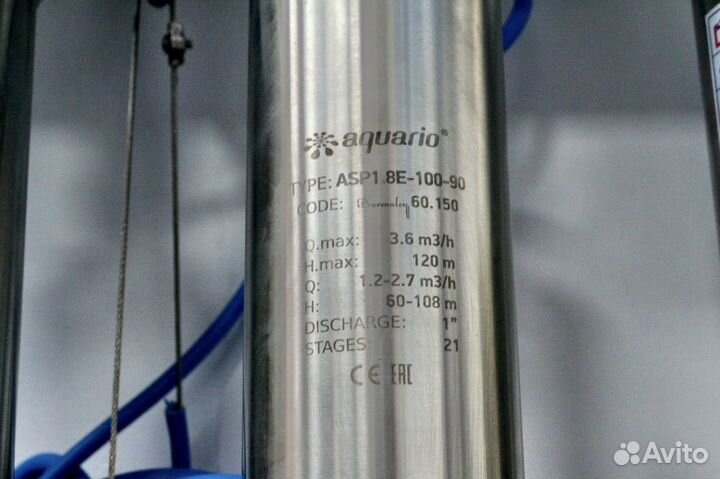 aquario®
TYPE: ASP1.8E-100-90
CODE: 60.150
Q.max: 3.6 m3/h
H.max: 120 m
Q: 1.2-2.7 m3/h
H: 60-108 m
DISCHARGE: 1"
STAGES: 21
CE EAC
Avito